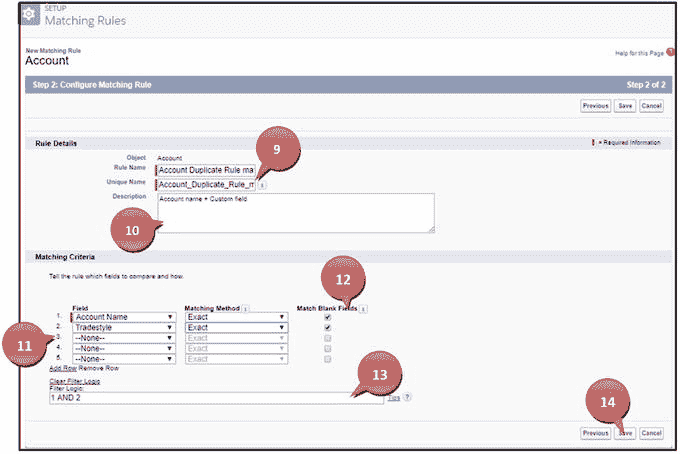 SETUP
Matching Rules
New Matching Rule
Account
Help for this Page ?
Step 2: Configure Matching Rule Step 2 of 2
Previous Save Cancel
Rule Details ! = Required Information
Object Account
Rule Name Account Duplicate Rule ma
9
Unique Name Account_Duplicate_Rule_m i
Description Account name + Custom field
10
Matching Criteria
Tell the rule which fields to compare and how.
12
Field Matching Method i Match Blank Fields i
1. Account Name Exact
2. Tradestyle Exact
11
3. --None-- Exact
4. --None-- Exact
5. --None-- Exact
Add Row Remove Row
Clear Filter Logic
13
Filter Logic:
1 AND 2 Tips ?
14
Previous Save Cancel